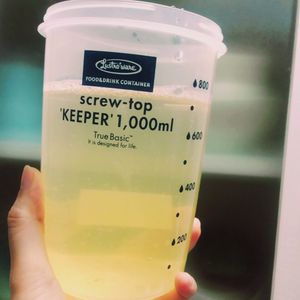 Lustroware
FOOD&DRINK CONTAINER
screw-top
'KEEPER' 1,000ml
True Basic™
It is designed for life.
800
600
400
200